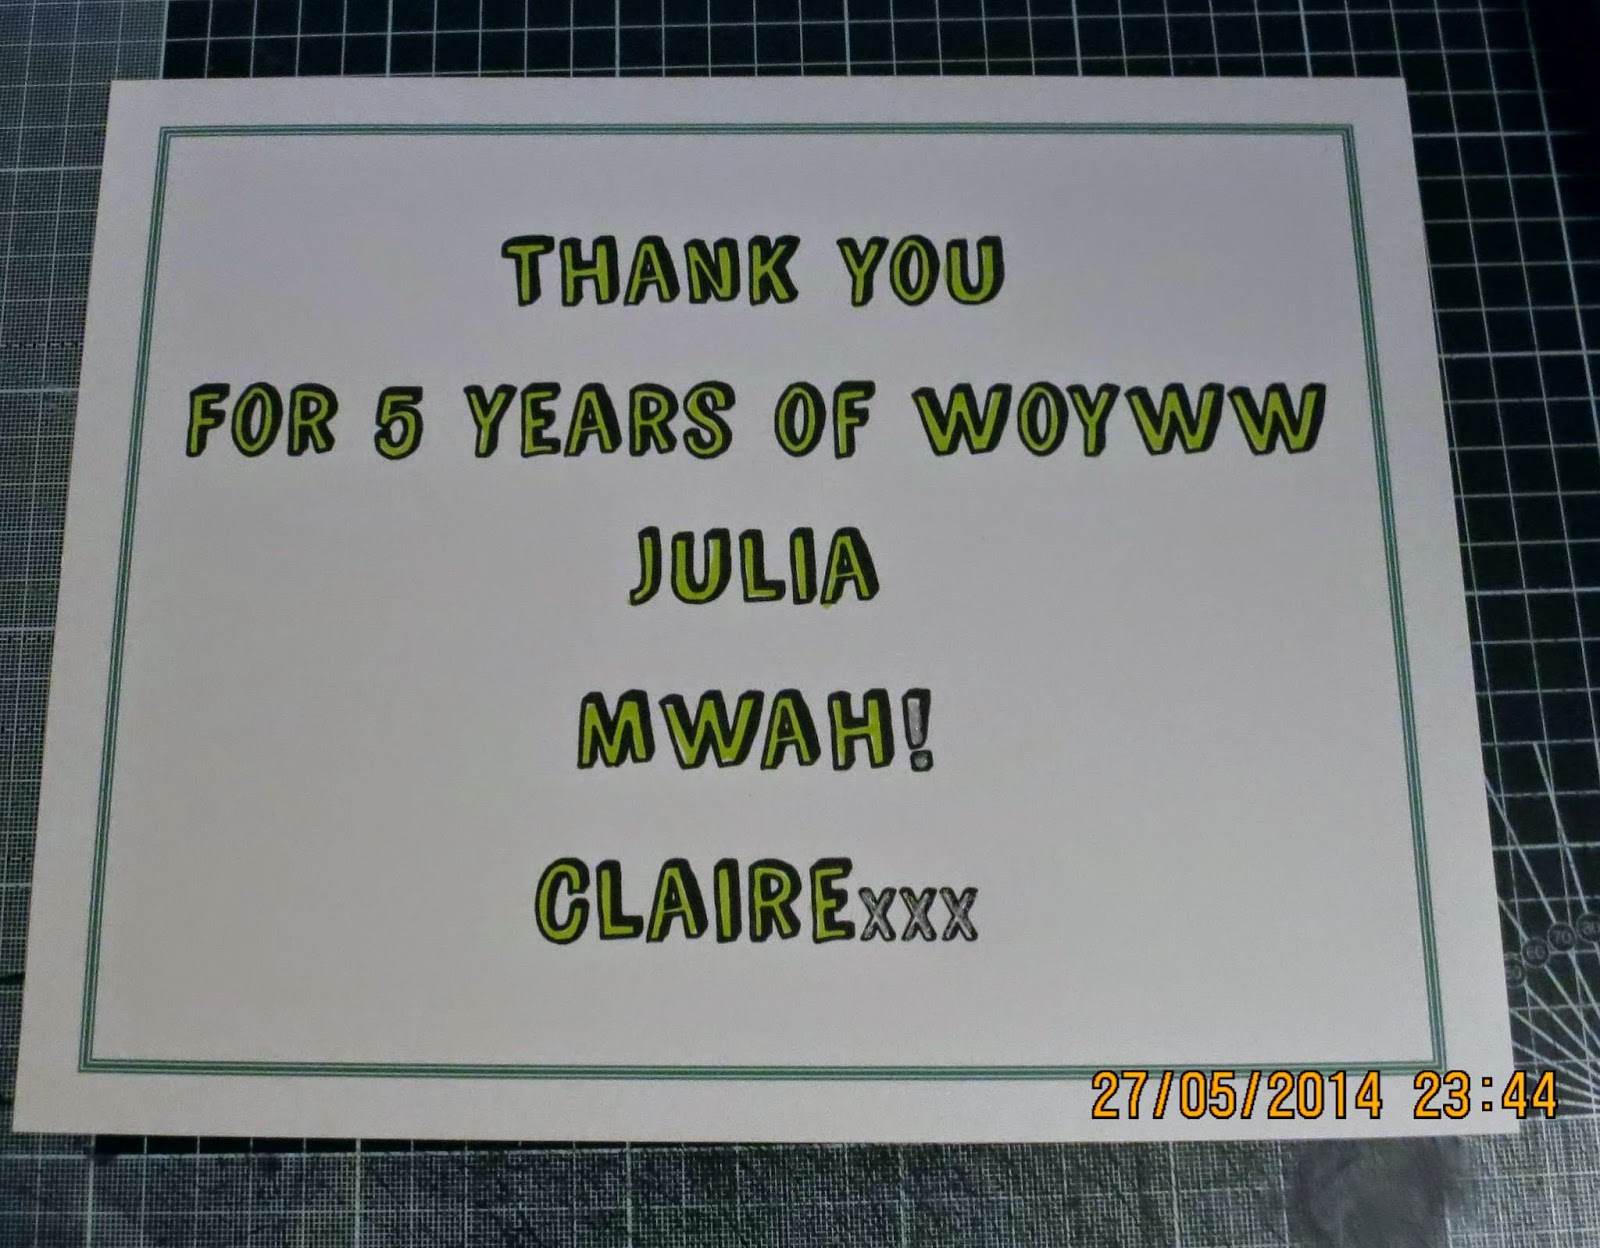 THANK YOU
FOR 5 YEARS OF WOYWW
JULIA
MWAH!
CLAIRExxx
27/05/2014 23:44